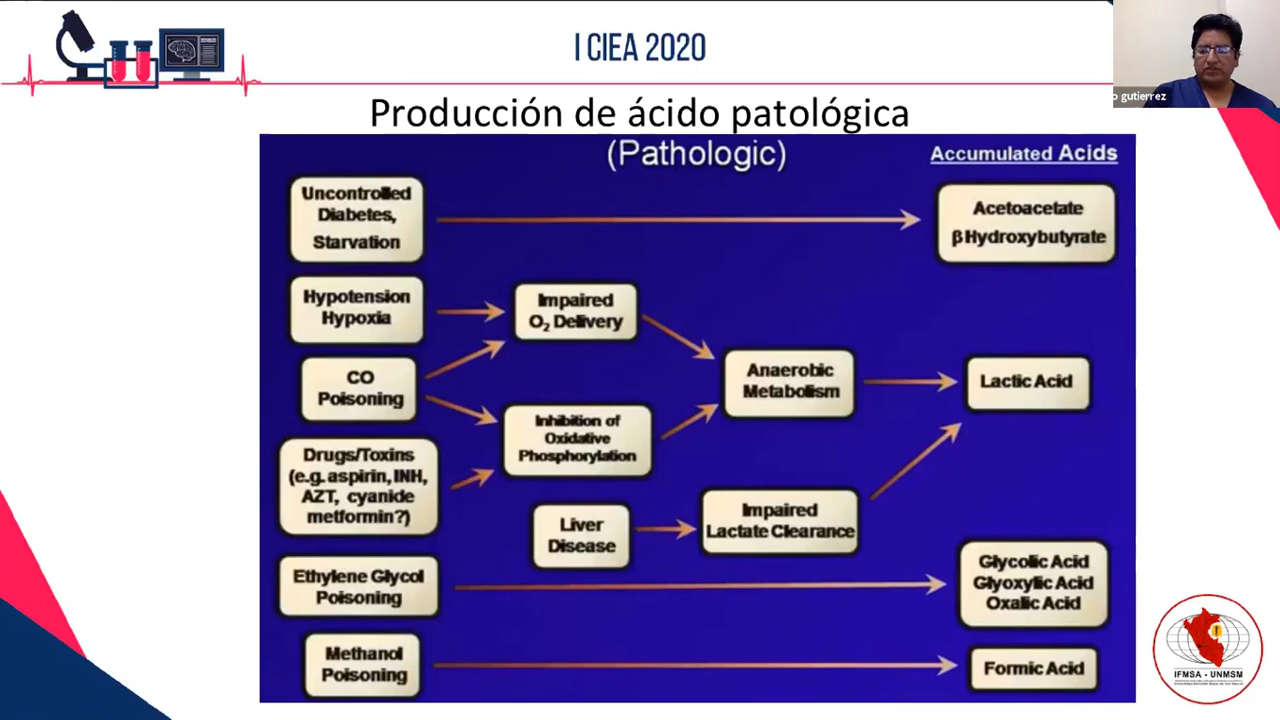 I CIEA 2020
o gutierrez
Producción de ácido patológica
(Pathologic)
Accumulated Acids
Uncontrolled
Diabetes,
Starvation
Acetoacetate
β Hydroxybutyrate
Hypotension
Hypoxia
Impaired
O₂ Delivery
CO
Poisoning
Anaerobic
Metabolism
Lactic Acid
Inhibition of
Oxidative
Phosphorylation
Drugs/Toxins
(e.g. aspirin, INH,
AZT, cyanide
metformin?)
Liver
Disease
Impaired
Lactate Clearance
Ethylene Glycol
Poisoning
Glycolic Acid
Glyoxylic Acid
Oxalic Acid
Methanol
Poisoning
Formic Acid
IFMSA - UNMSM